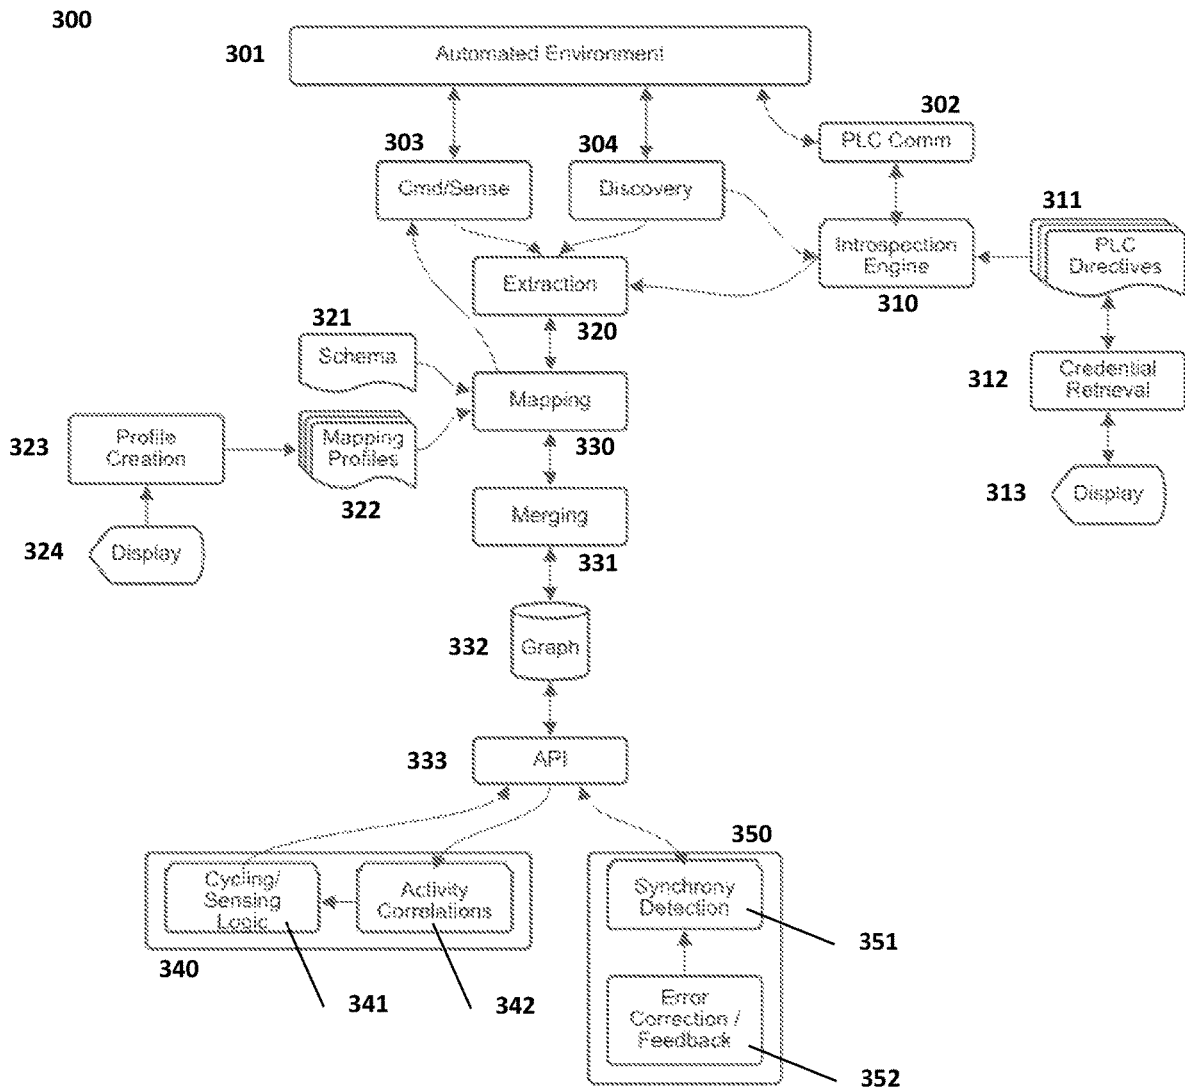 300
301
Automated Environment
302
PLC Comm
303
Cmd/Sense
304
Discovery
311
PLC
Directives
Introspection
Engine
310
Extraction
320
321
Schema
312
Credential
Retrieval
Mapping
330
323
Profile
Creation
Mapping
Profiles
322
313
Display
324
Display
Merging
331
332
Graph
333
API
350
Cycling/
Sensing
Logic
Activity
Correlations
Synchrony
Detection
351
340
341
342
Error
Correction /
Feedback
352